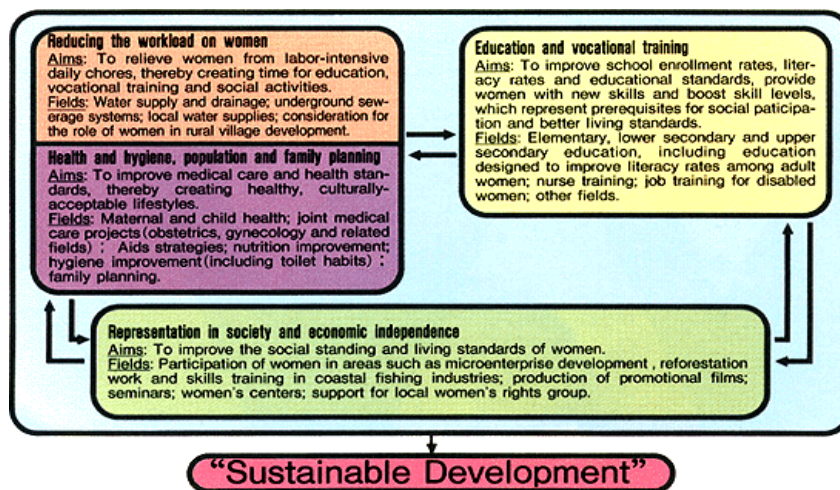 Reducing the workload on women
Aims: To relieve women from labor-intensive
daily chores, thereby creating time for education,
vocational training and social activities.
Fields: Water supply and drainage; underground sew-
erage systems; local water supplies; consideration for
the role of women in rural village development.
Health and hygiene, population and family planning
Aims: To improve medical care and health stan-
dards, thereby creating healthy, culturally-
acceptable lifestyles.
Fields: Maternal and child health; joint medical
care projects(obstetrics, gynecology and related
fields) ; Aids strategies; nutrition improvement;
hygiene improvement(including toilet habits) ;
family planning.
Education and vocational training
Aims: To improve school enrollment rates, liter-
acy rates and educational standards, provide
women with new skills and boost skill levels,
which represent prerequisites for social paticipa-
tion and better living standards.
Fields: Elementary, lower secondary and upper
secondary education, including education
designed to improve literacy rates among adult
women; nurse training; job training for disabled
women; other fields.
Representation in society and economic independence
Aims: To improve the social standing and living standards of women.
Fields: Participation of women in areas such as microenterprise development , reforestation
work and skills training in coastal fishing industries; production of promotional films;
seminars; women's centers; support for local women's rights group.
“Sustainable Development”